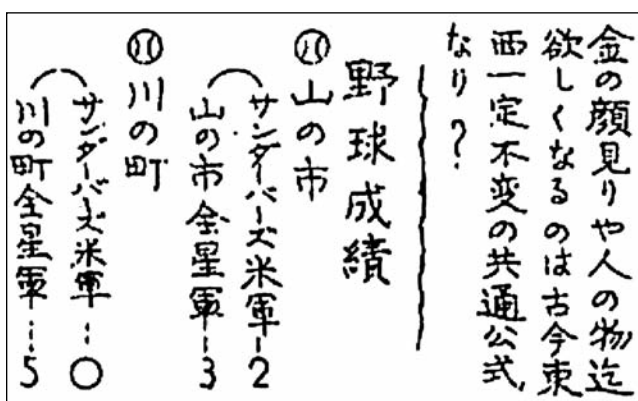 金の顔見りや人の物迄
欲しくなるのは古今東
西一定不変の共通公式
なり?
野球成績
山の市
サンダーバーズ米軍…2
山の市全星軍…3
川の町
サンダーバーズ米軍…0
川の町全星軍…5